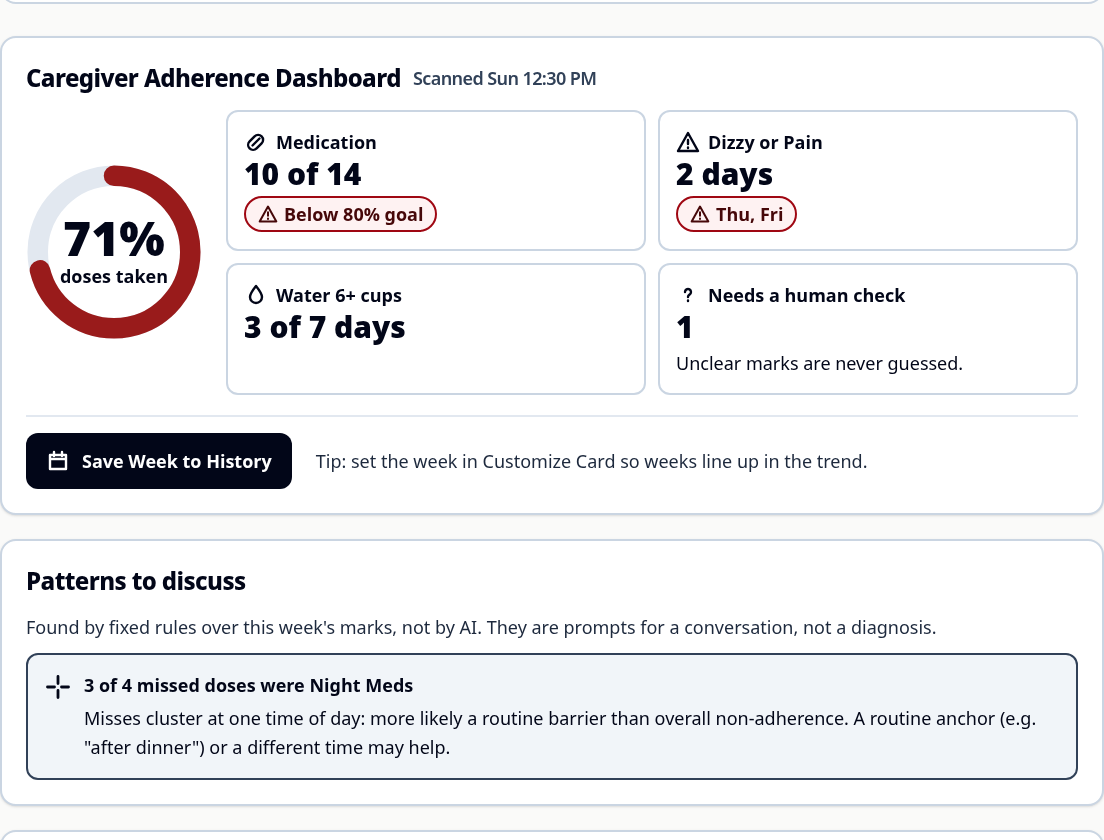 Caregiver Adherence Dashboard Scanned Sun 12:30 PM
71%
doses taken
Medication
10 of 14
Below 80% goal
Dizzy or Pain
2 days
Thu, Fri
Water 6+ cups
3 of 7 days
? Needs a human check
1
Unclear marks are never guessed.
Save Week to History
Tip: set the week in Customize Card so weeks line up in the trend.
Patterns to discuss
Found by fixed rules over this week's marks, not by AI. They are prompts for a conversation, not a diagnosis.
3 of 4 missed doses were Night Meds
Misses cluster at one time of day: more likely a routine barrier than overall non-adherence. A routine anchor (e.g.
"after dinner") or a different time may help.